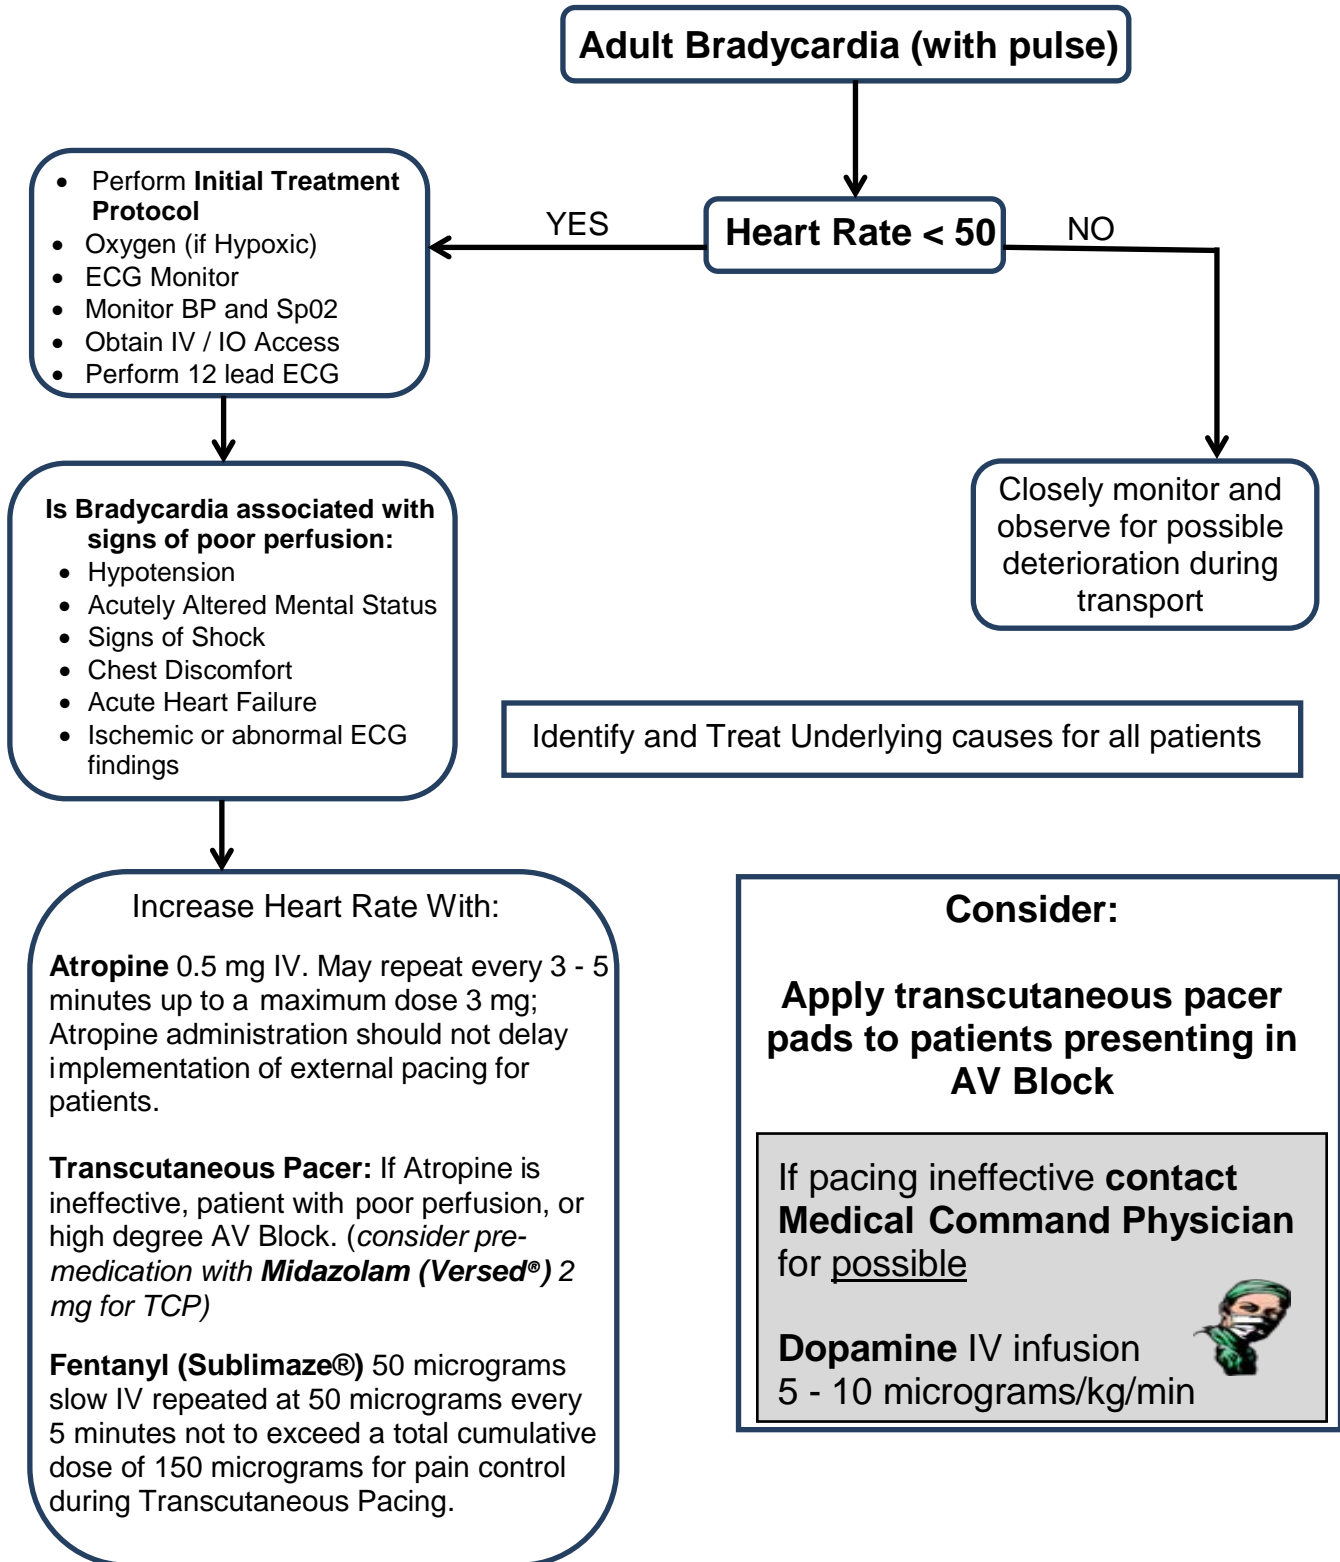 Adult Bradycardia (with pulse)
YES
Heart Rate < 50
NO
• Perform Initial Treatment
Protocol
• Oxygen (if Hypoxic)
• ECG Monitor
• Monitor BP and Sp02
• Obtain IV / IO Access
• Perform 12 lead ECG
Is Bradycardia associated with
signs of poor perfusion:
• Hypotension
• Acutely Altered Mental Status
• Signs of Shock
• Chest Discomfort
• Acute Heart Failure
• Ischemic or abnormal ECG
findings
Closely monitor and
observe for possible
deterioration during
transport
Identify and Treat Underlying causes for all patients
Increase Heart Rate With:
Atropine 0.5 mg IV. May repeat every 3 - 5
minutes up to a maximum dose 3 mg;
Atropine administration should not delay
implementation of external pacing for
patients.
Transcutaneous Pacer: If Atropine is
ineffective, patient with poor perfusion, or
high degree AV Block. (consider pre-
medication with Midazolam (Versed®) 2
mg for TCP)
Fentanyl (Sublimaze®) 50 micrograms
slow IV repeated at 50 micrograms every
5 minutes not to exceed a total cumulative
dose of 150 micrograms for pain control
during Transcutaneous Pacing.
Consider:
Apply transcutaneous pacer
pads to patients presenting in
AV Block
If pacing ineffective contact
Medical Command Physician
for possible
Dopamine IV infusion
5 - 10 micrograms/kg/min